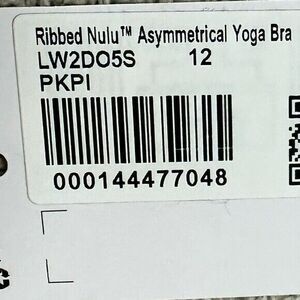 Ribbed Nulu™ Asymmetrical Yoga Bra
LW2DO5S 12
PKPI
000144477048